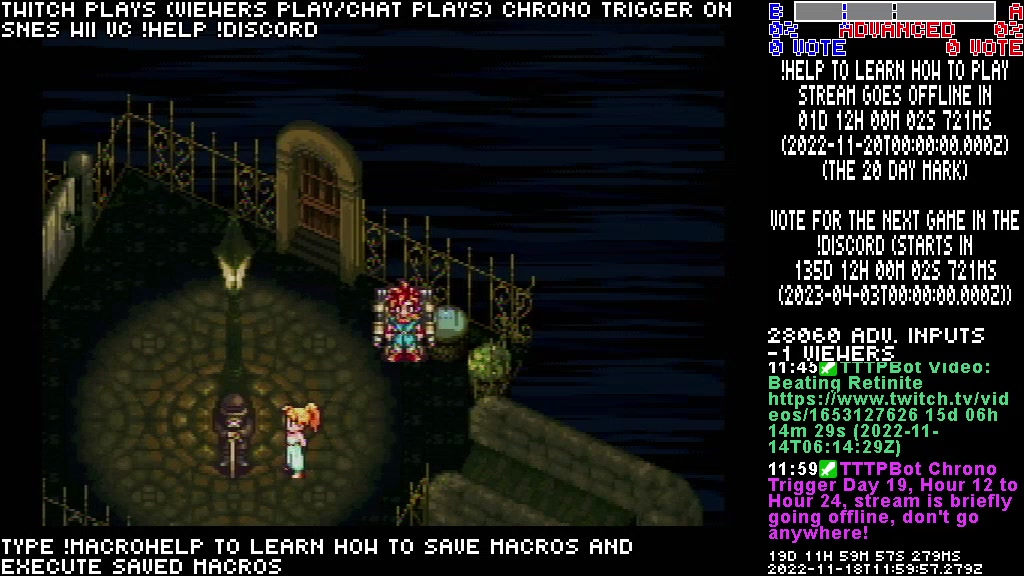 TWITCH PLAYS (VIEWERS PLAY/CHAT PLAYS) CHRONO TRIGGER ON
SNES WII VC !HELP !DISCORD
B A
0% ADVANCED 0%
0 VOTE 0 VOTE
!HELP TO LEARN HOW TO PLAY
STREAM GOES OFFLINE IN
01D 12H 00M 02S 721MS
(2022-11-20T00:00:00.000Z)
(THE 20 DAY MARK)
VOTE FOR THE NEXT GAME IN THE
!DISCORD (STARTS IN
135D 12H 00M 02S 721MS
(2023-04-03T00:00:00.000Z))
28060 ADV. INPUTS
-1 VIEWERS
11:45 TTTPBot Video:
Beating Retinite
https://www.twitch.tv/vid
eos/1653127626 15d 06h
14m 29s (2022-11-
14T06:14:29Z)
11:59 TTTPBot Chrono
Trigger Day 19, Hour 12 to
Hour 24, stream is briefly
going offline, don't go
anywhere!
19D 11H 59M 57S 279MS
2022-11-18T11:59:57.279Z
TYPE !MACROHELP TO LEARN HOW TO SAVE MACROS AND
EXECUTE SAVED MACROS